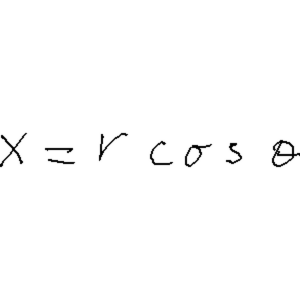 x = r cos θ